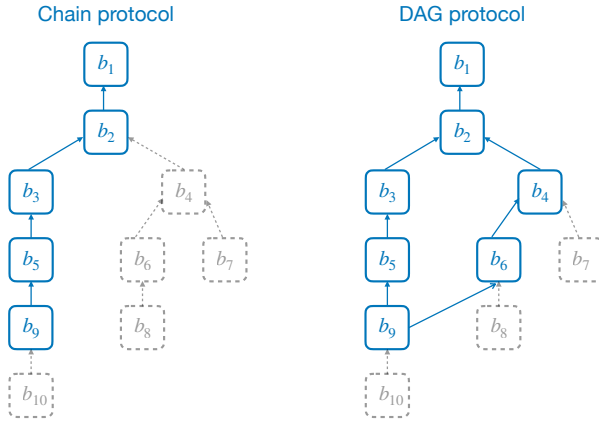 Chain protocol DAG protocol
b₁ b₁
b₂ b₂
b₃ b₄ b₃ b₄
b₅ b₆ b₇ b₅ b₆ b₇
b₉ b₈ b₉ b₈
b₁₀ b₁₀